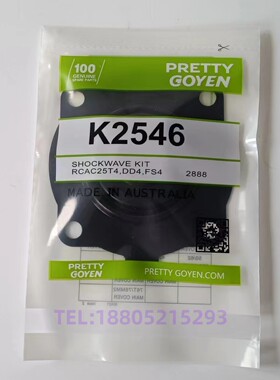 100
GENUINE
SPARE PARTS
PRETTY
GOYEN
K2546
SHOCKWAVE KIT
RCAC25T4,DD4,FS4 2888
MADE IN AUSTRALIA
PRETTY
GOYEN
PRETTY GOYEN.COM
TEL:18805215293